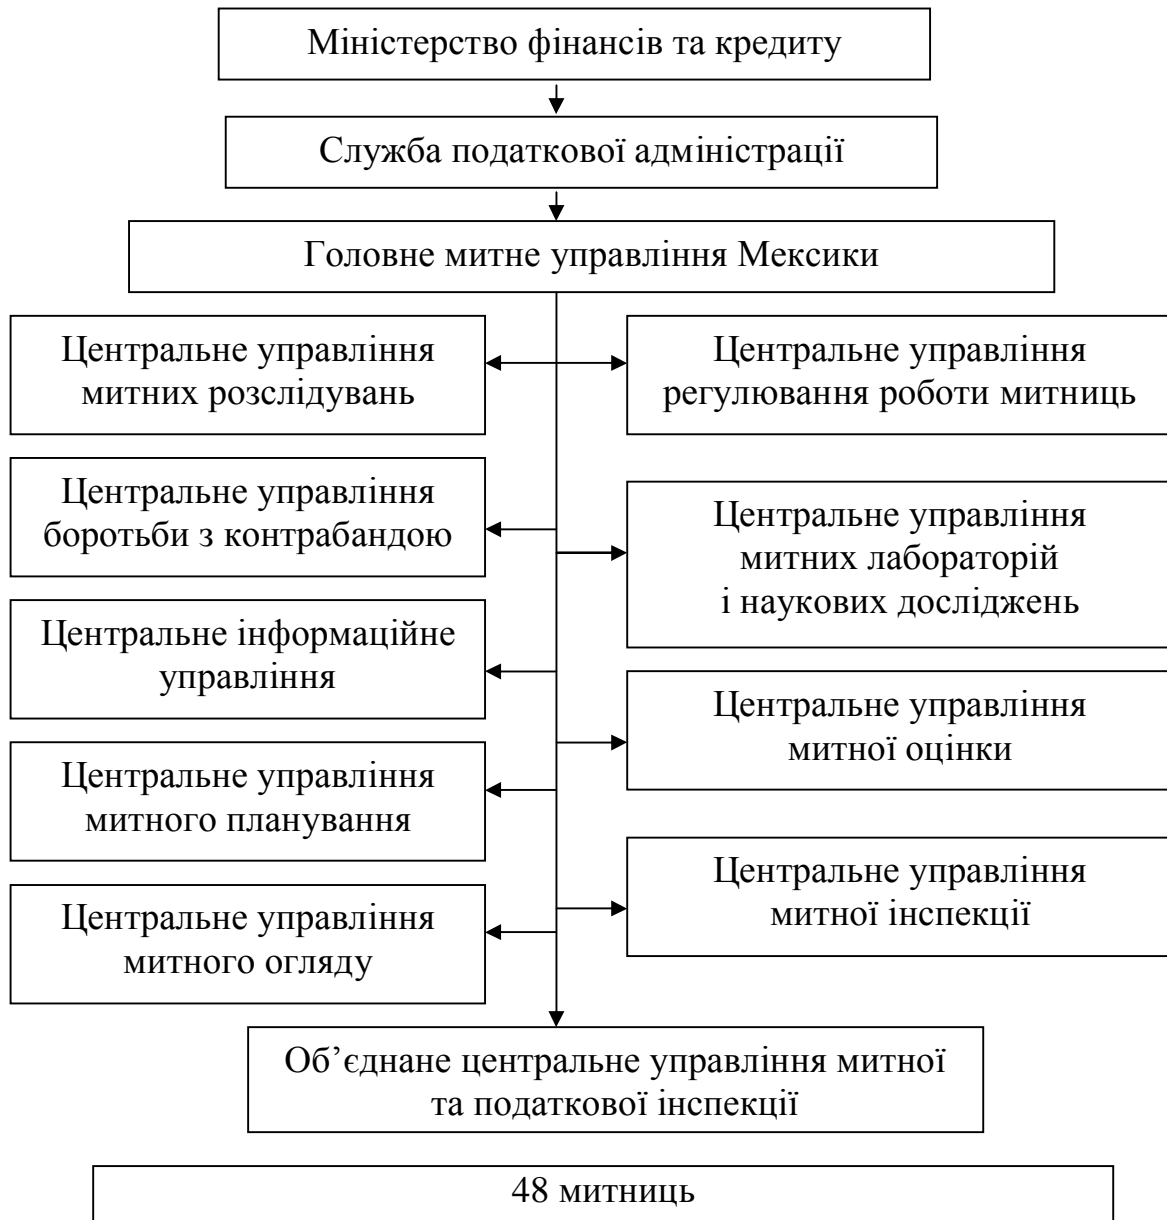 Міністерство фінансів та кредиту
Служба податкової адміністрації
Головне митне управління Мексики
Центральне управління
митних розслідувань
Центральне управління
регулювання роботи митниць
Центральне управління
боротьби з контрабандою
Центральне управління
митних лабораторій
і наукових досліджень
Центральне інформаційне
управління
Центральне управління
митної оцінки
Центральне управління
митного планування
Центральне управління
митної інспекції
Центральне управління
митного огляду
Об’єднане центральне управління митної
та податкової інспекції
48 митниць